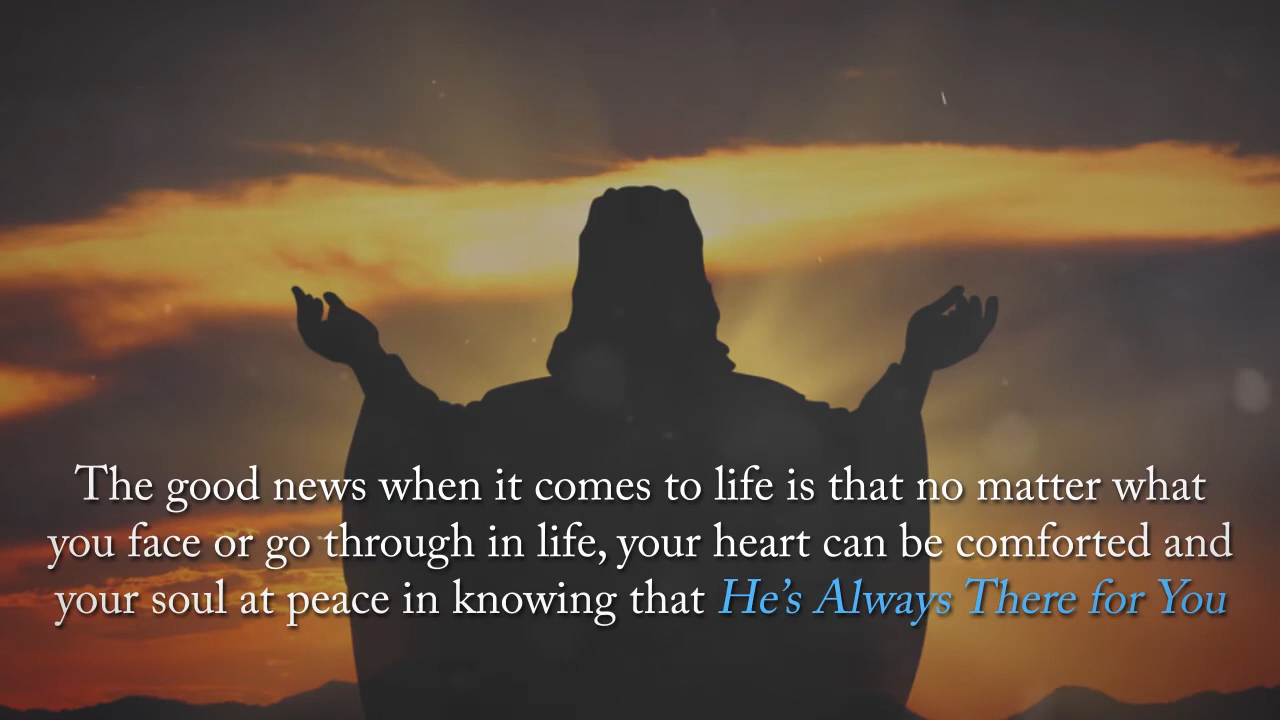 The good news when it comes to life is that no matter what
you face or go through in life, your heart can be comforted and
your soul at peace in knowing that He’s Always There for You